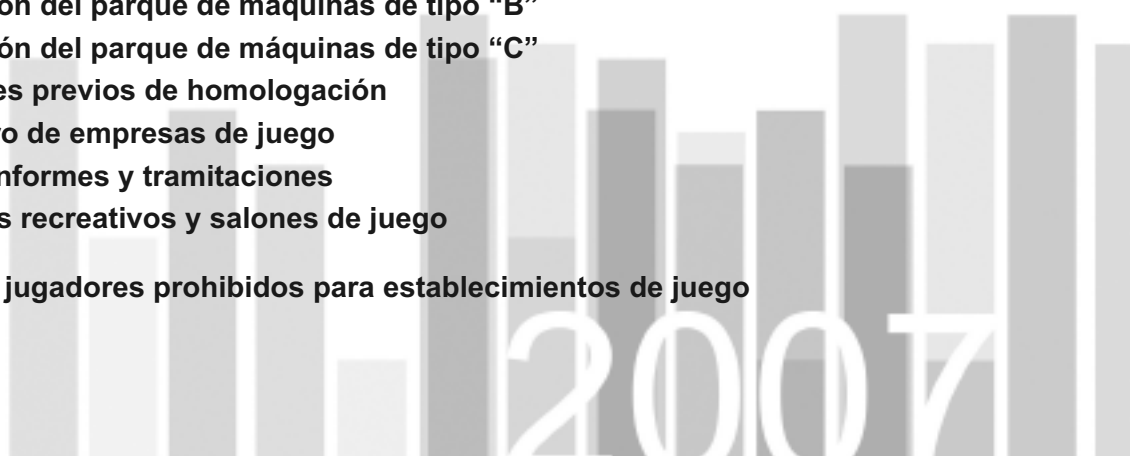 ón del parque de máquinas de tipo “B”
ón del parque de máquinas de tipo “C”
es previos de homologación
vo de empresas de juego
nformes y tramitaciones
s recreativos y salones de juego
jugadores prohibidos para establecimientos de juego
2007